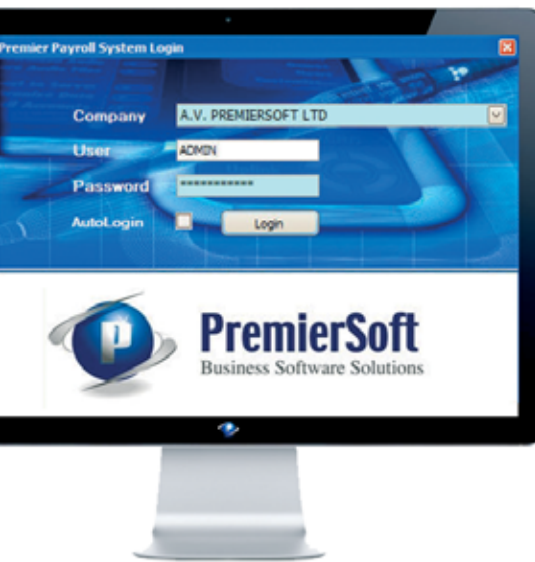 Premier Payroll System Login
Company A.V. PREMIERSOFT LTD
User ADMIN
Password ***********
AutoLogin Login
P
PremierSoft
Business Software Solutions